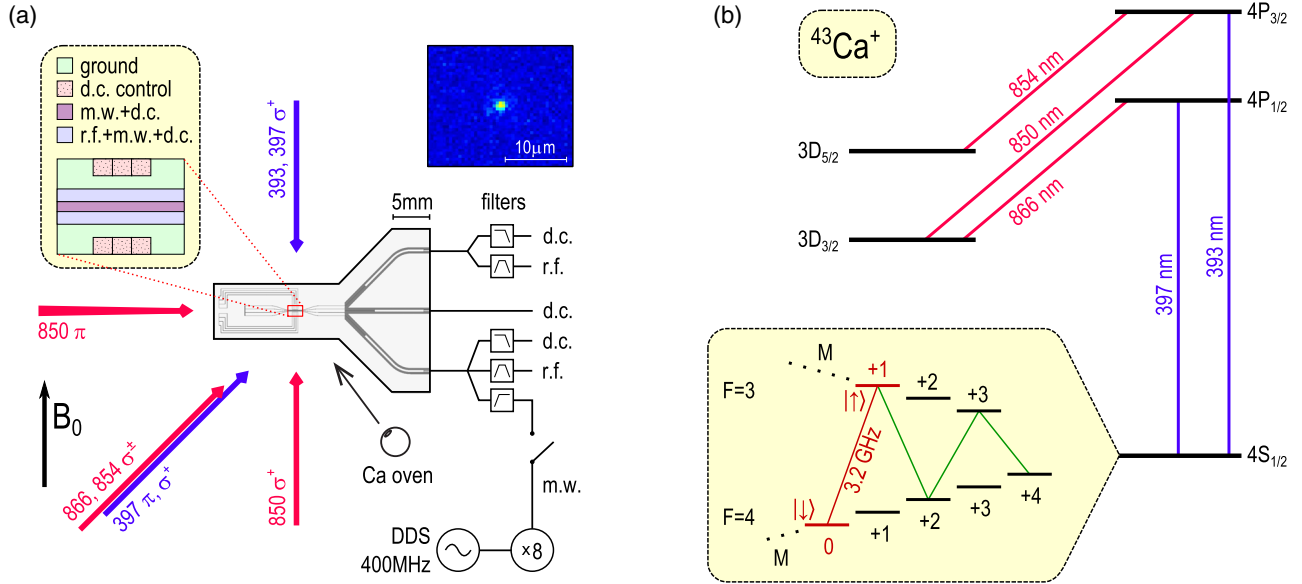 (a)
ground
d.c. control
m.w.+d.c.
r.f.+m.w.+d.c.
393, 397 σ⁺
10μm
5mm
filters
d.c.
r.f.
d.c.
d.c.
r.f.
850 π
B₀
866, 854 σ±
397 π, σ⁺
850 σ⁺
Ca oven
m.w.
DDS
400MHz
×8
(b)
⁴³Ca⁺
4P₃/₂
4P₁/₂
854 nm
850 nm
866 nm
3D₅/₂
3D₃/₂
397 nm
393 nm
4S₁/₂
M
F=3
+1
+2
+3
|↑⟩
3.2 GHz
|↓⟩
F=4
M
0
+1
+2
+3
+4